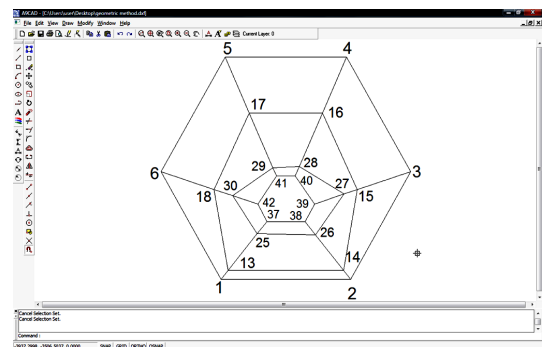 ASCAD - [C:\Users\user\Desktop\geometric method.dxf]
File Edit View Draw Modify Window Help
Current Layer: 0
5 4
17 16
29 28
6 41 40 3
30 27
18 42 39 15
37 38
25 26
13 14
1 2
Cancel Selection Set.
Cancel Selection Set.
Command :
SNAP GRID ORTHO OSNAP